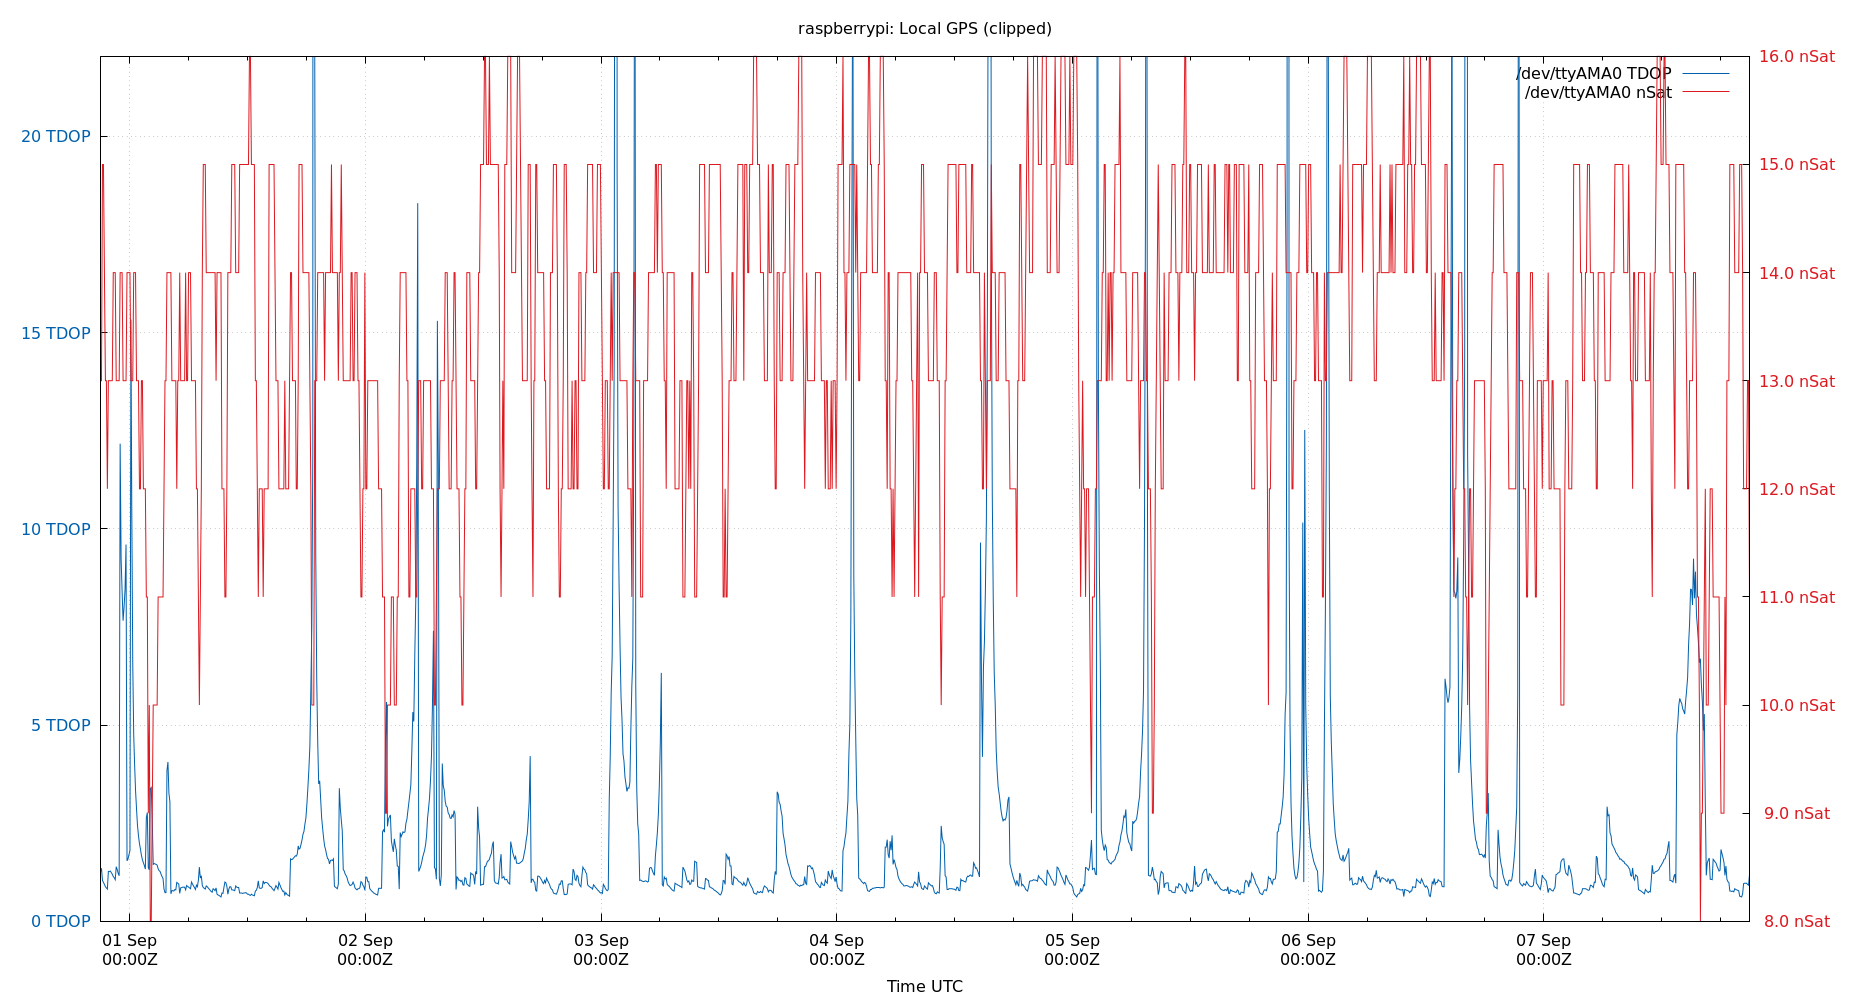 raspberrypi: Local GPS (clipped)
/dev/ttyAMA0 TDOP
/dev/ttyAMA0 nSat
20 TDOP
15 TDOP
10 TDOP
5 TDOP
0 TDOP
16.0 nSat
15.0 nSat
14.0 nSat
13.0 nSat
12.0 nSat
11.0 nSat
10.0 nSat
9.0 nSat
8.0 nSat
01 Sep
00:00Z
02 Sep
00:00Z
03 Sep
00:00Z
04 Sep
00:00Z
05 Sep
00:00Z
06 Sep
00:00Z
07 Sep
00:00Z
Time UTC